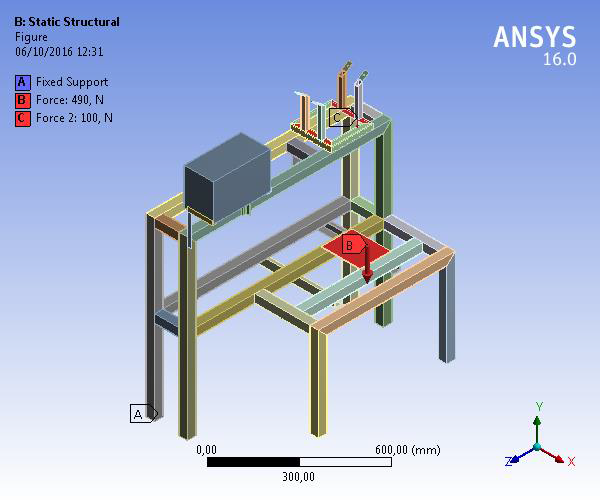 B: Static Structural
Figure
06/10/2016 12:31
A Fixed Support
B Force: 490, N
C Force 2: 100, N
ANSYS
16.0
C
B
A
0,00 600,00 (mm)
300,00
Y
Z X